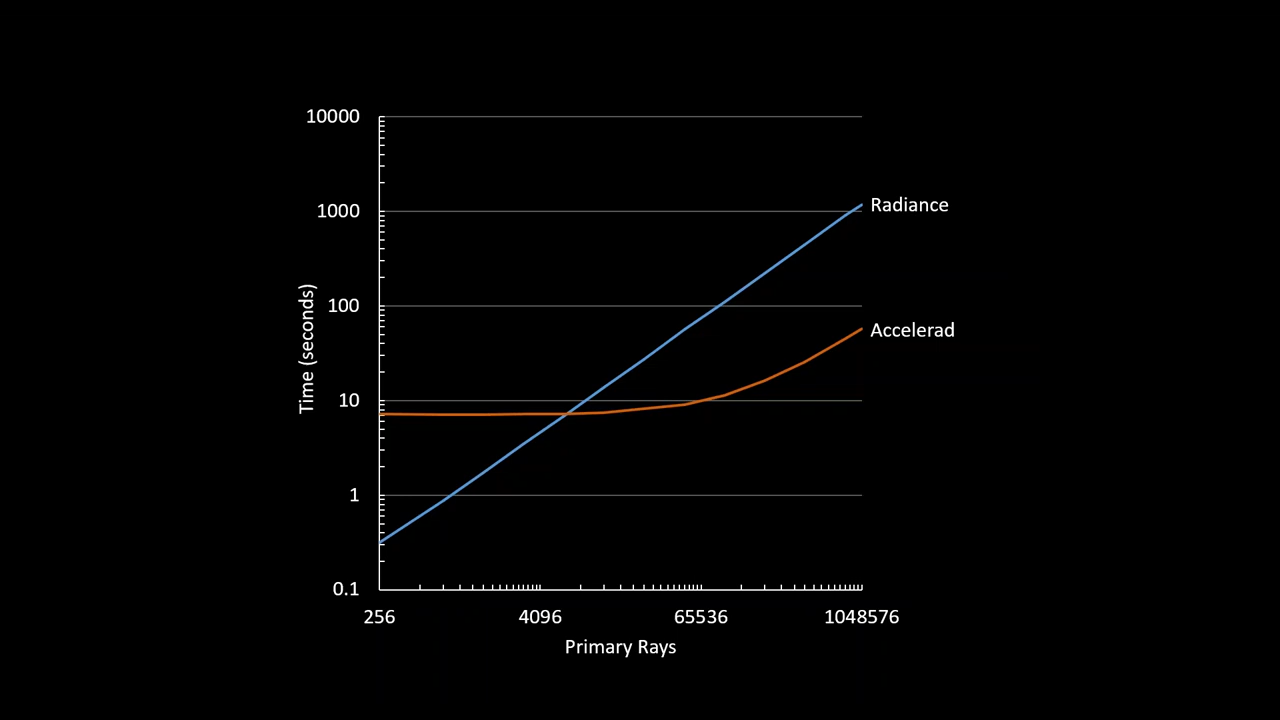 10000
1000
100
10
1
0.1
Time (seconds)
Radiance
Accelerad
256
4096
65536
1048576
Primary Rays